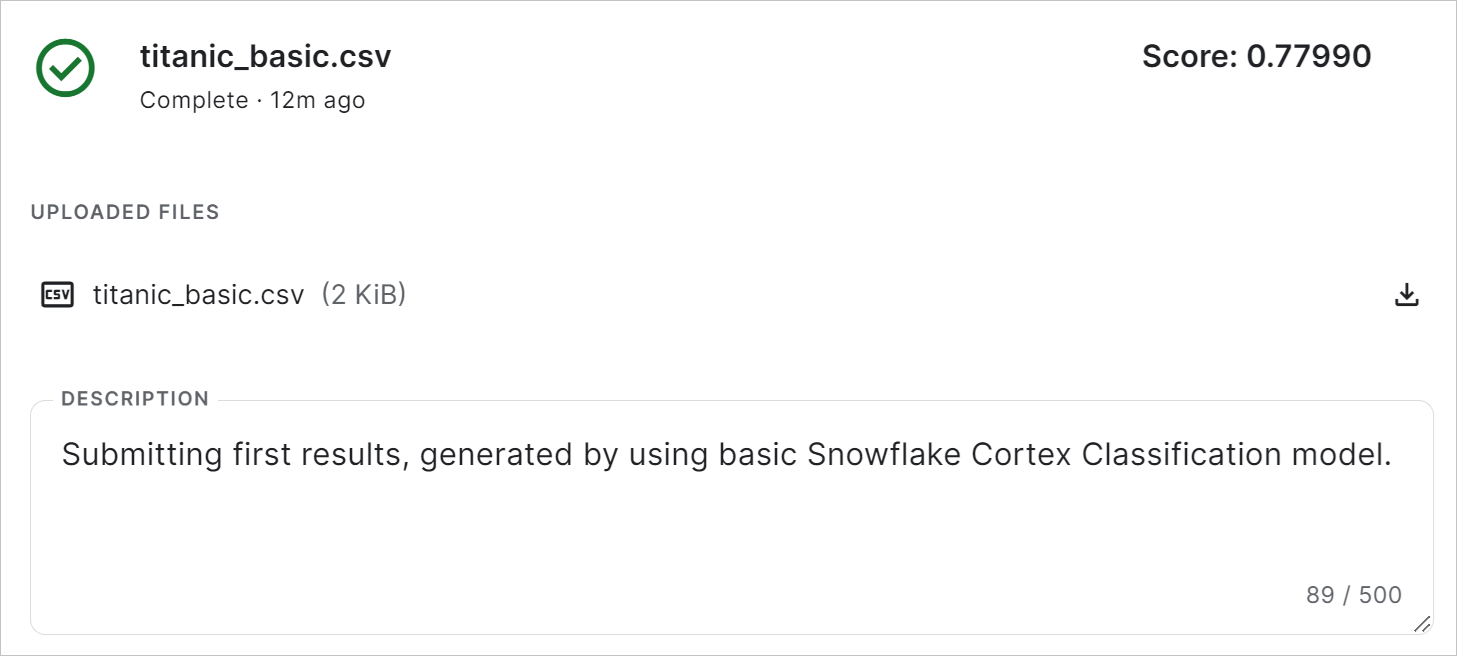 titanic_basic.csv
Score: 0.77990
Complete · 12m ago
UPLOADED FILES
CSV titanic_basic.csv (2 KiB)
DESCRIPTION
Submitting first results, generated by using basic Snowflake Cortex Classification model.
89 / 500